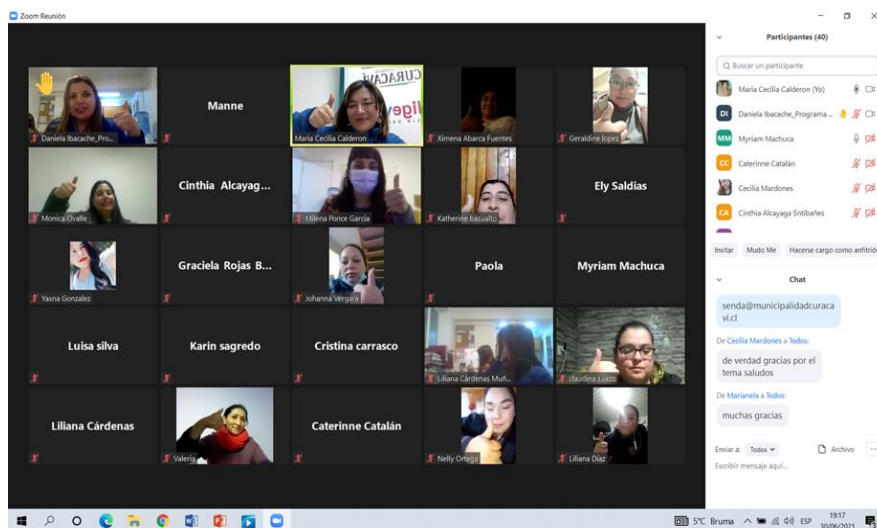 Zoom Reunión
Participantes (40)
Buscar un participante
Daniela Ibacache_Pro...
Manne
CURACAVÍ
María Cecilia Calderon
Ximena Abarca Fuentes
Geraldine lopez
María Cecilia Calderon (Yo)
DI Daniela Ibacache_Programa ...
MM Myriam Machuca
CC Caterinne Catalán
Cecilia Mardones
CA Cinthia Alcayaga Sntibañes
Monica Ovalle
Cinthia Alcayag...
Milena Ponce Garcia
Katherine basualto
Ely Saldias
Invitar
Mudo Me
Hacerse cargo como anfitrió
Yasna Gonzalez
Graciela Rojas B...
Johanna Vergara
Paola
Myriam Machuca
Chat
senda@municipalidadcuraca
vi.cl
De Cecilia Mardones a Todos:
de verdad gracias por el
tema saludos
De Marianela a Todos:
muchas gracias
Luisa silva
Karin sagredo
Cristina carrasco
Liliana Cárdenas Muñ...
claudina suazo
Liliana Cárdenas
Valeria
Caterinne Catalán
Nelly Ortega
Liliana Díaz
Enviar a: Todos
Archivo
Escribir mensaje aquí...
5°C Bruma
ESP
19:17
30/06/2021